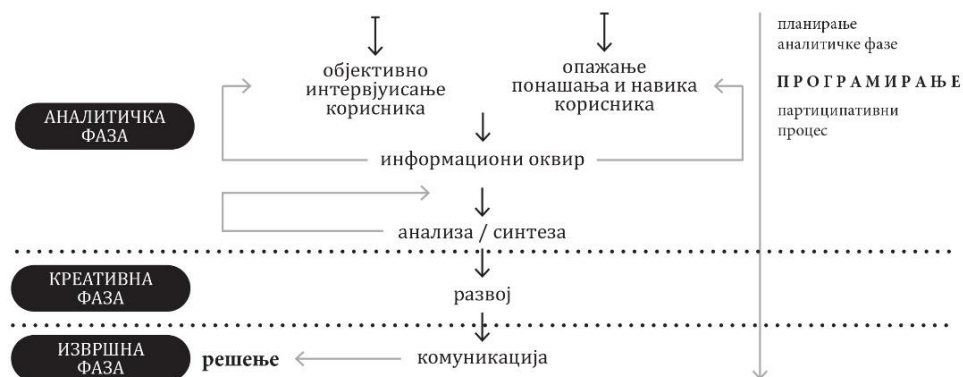 планирање
аналитичке фазе
ПРОГРАМИРАЊЕ
партиципативни
процес
објективно
интервјуисање
корисника
опажање
понашања и навика
корисника
АНАЛИТИЧКА
ФАЗА
информациони оквир
анализа / синтеза
КРЕАТИВНА
ФАЗА
развој
ИЗВРШНА
ФАЗА
решење
комуникација